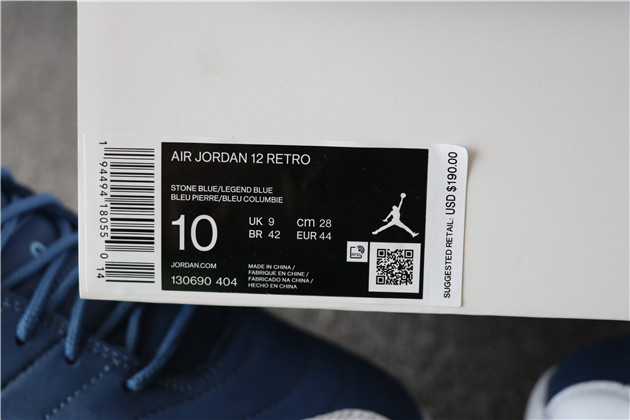 AIR JORDAN 12 RETRO
STONE BLUE/LEGEND BLUE
BLEU PIERRE/BLEU COLUMBIE
10
UK 9 cm 28
BR 42 EUR 44
JORDAN.COM
130690 404
MADE IN CHINA /
FABRIQUE EN CHINE /
FABRICADO NA CHINA /
HECHO EN CHINA
1 94494 18055 014
SUGGESTED RETAIL: USD $190.00